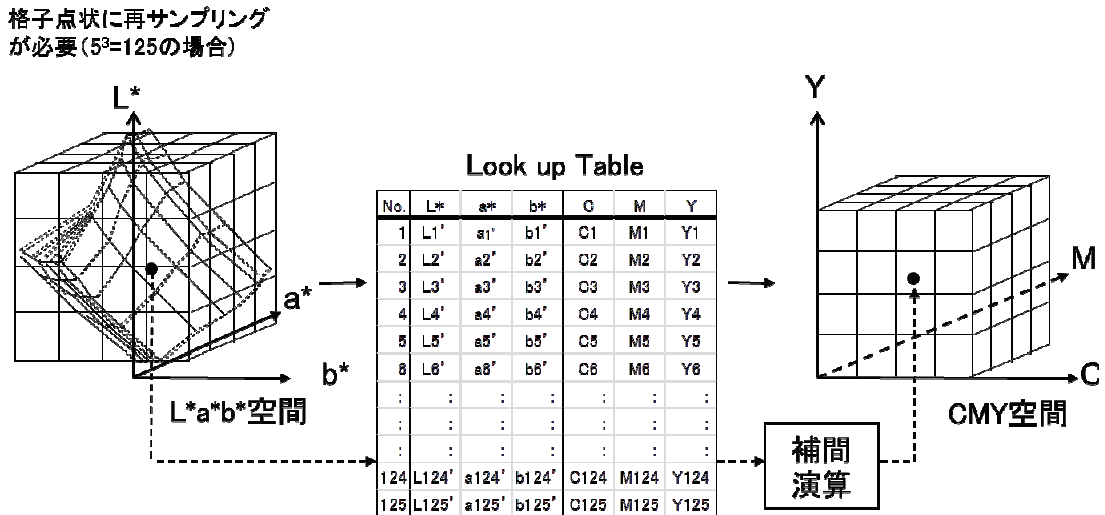 格子点状に再サンプリング
が必要(5³=125の場合)
L*
a*
b*
L*a*b*空間
Look up Table
No. L* a* b* C M Y
1 L1' a1' b1' C1 M1 Y1
2 L2' a2' b2' C2 M2 Y2
3 L3' a3' b3' C3 M3 Y3
4 L4' a4' b4' C4 M4 Y4
5 L5' a5' b5' C5 M5 Y5
6 L6' a6' b6' C6 M6 Y6
: : : : : : :
: : : : : : :
: : : : : : :
124 L124' a124' b124' C124 M124 Y124
125 L125' a125' b125' C125 M125 Y125
補間
演算
Y
M
C
CMY空間